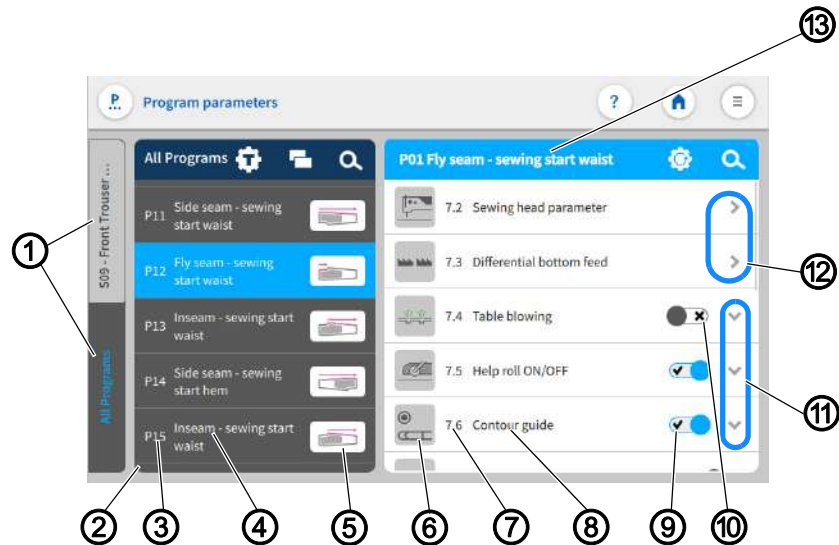 ⑬
P...
Program parameters
?
S09 - Front Trouser ...
All Programs
All Programs
T
P11 Side seam - sewing
start waist
P12 Fly seam - sewing
start waist
P13 Inseam - sewing start
waist
P14 Side seam - sewing
start hem
P15 Inseam - sewing start
waist
P01 Fly seam - sewing start waist
7.2 Sewing head parameter
7.3 Differential bottom feed
7.4 Table blowing
7.5 Help roll ON/OFF
7.6 Contour guide
①
⑫
⑪
② ③ ④ ⑤ ⑥ ⑦ ⑧ ⑨ ⑩